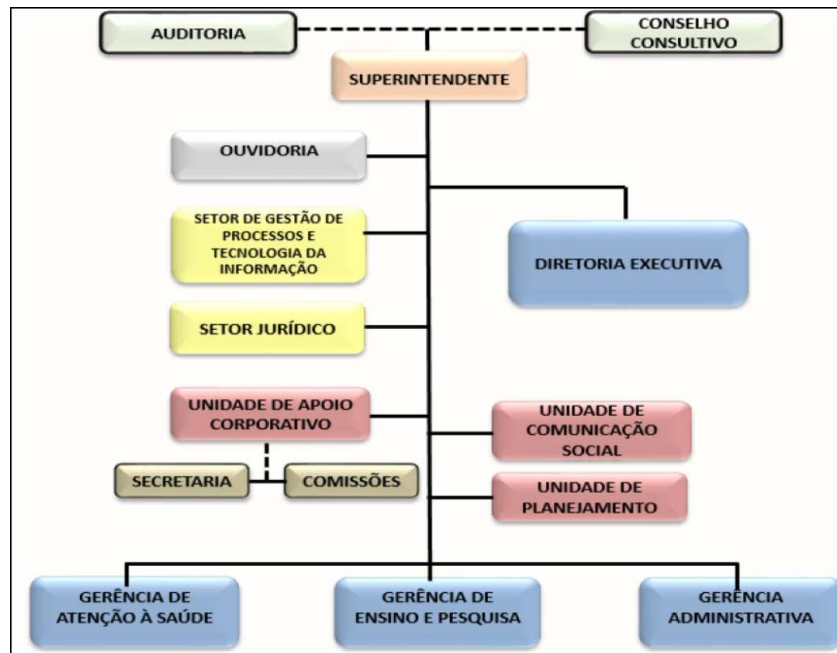 AUDITORIA
CONSELHO
CONSULTIVO
SUPERINTENDENTE
OUVIDORIA
SETOR DE GESTÃO DE
PROCESSOS E
TECNOLOGIA DA
INFORMAÇÃO
DIRETORIA EXECUTIVA
SETOR JURÍDICO
UNIDADE DE APOIO
CORPORATIVO
UNIDADE DE
COMUNICAÇÃO
SOCIAL
SECRETARIA
COMISSÕES
UNIDADE DE
PLANEJAMENTO
GERÊNCIA DE
ATENÇÃO À SAÚDE
GERÊNCIA DE
ENSINO E PESQUISA
GERÊNCIA
ADMINISTRATIVA